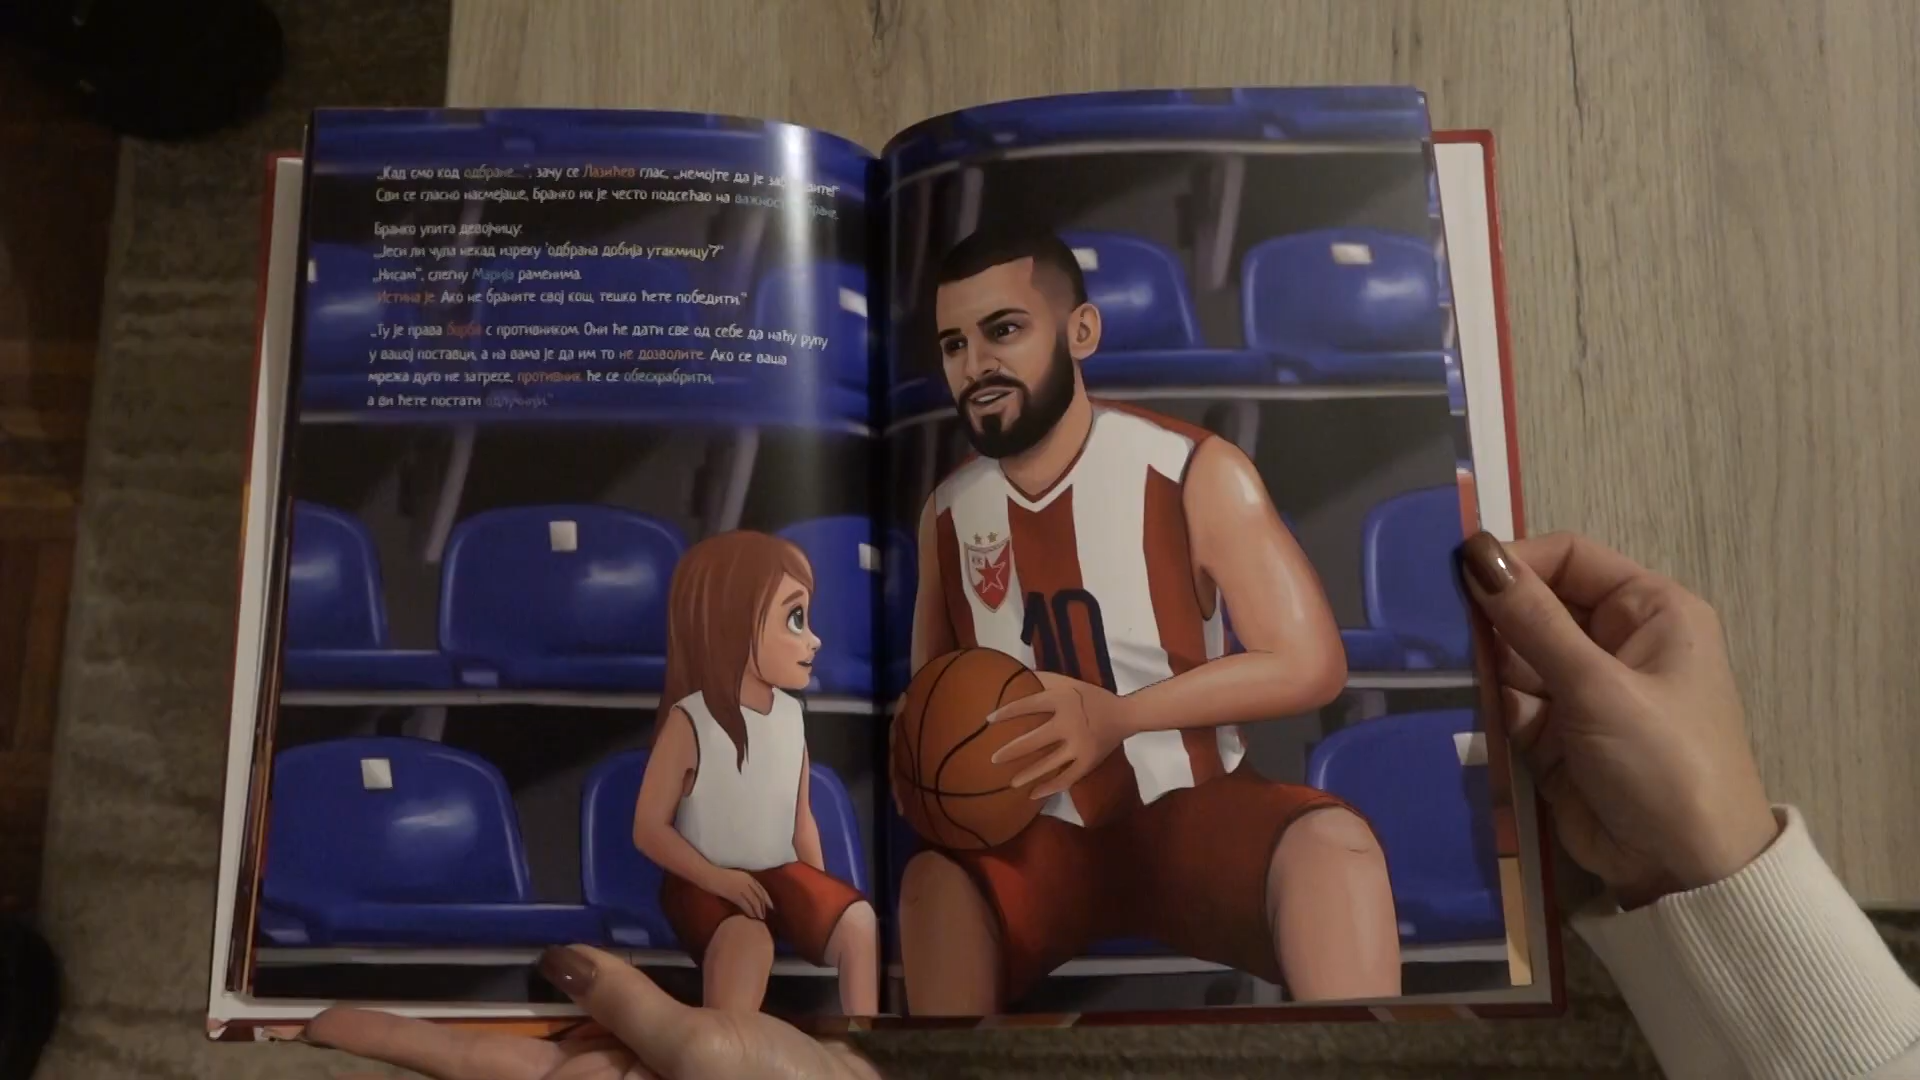 „Кад смо код одбране...“, зачу се Лазићев глас, „немојте да је
Сви се гласно насмејаше, Бранко их је често подсећао на
Бранко упита девојчицу:
„Јеси ли чула некад изреку 'одбрана добија утакмицу'?“
„Нисам“, слегну Марија раменима.
Истина је. Ако не браните свој кош, тешко ћете победити.“
„Ту је права борба с противником. Они ће дати све од себе да нађу рупу
у вашој поставци, а на вама је да им то не дозволите. Ако се ваша
мрежа дуго не затресе, противник ће се обесхрабрити,
а ви ћете постати одлучнији.“
КК
10